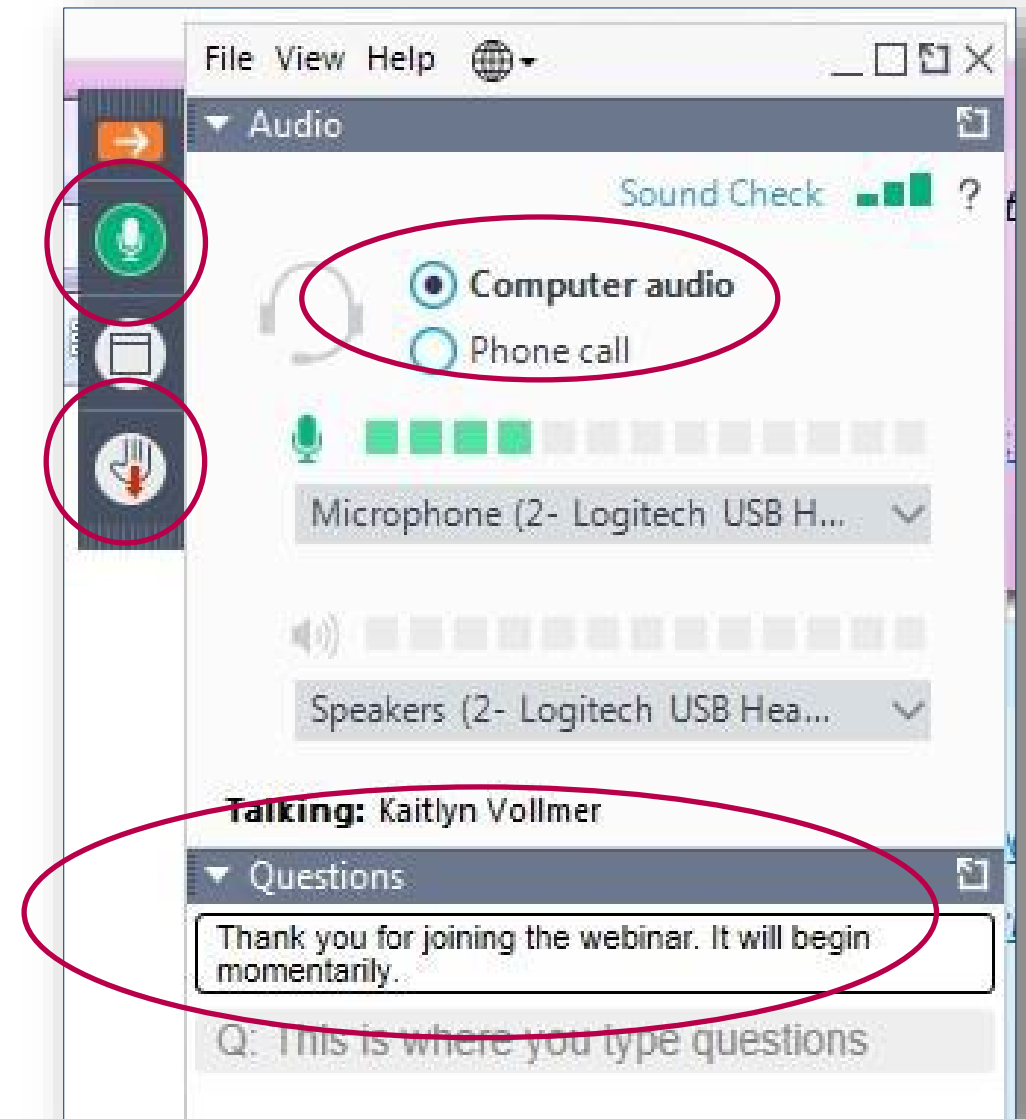 File View Help
Audio
Sound Check ?
Computer audio
Phone call
Microphone (2- Logitech USB H...
Speakers (2- Logitech USB Hea...
Talking: Kaitlyn Vollmer
Questions
Thank you for joining the webinar. It will begin
momentarily.
Q: This is where you type questions